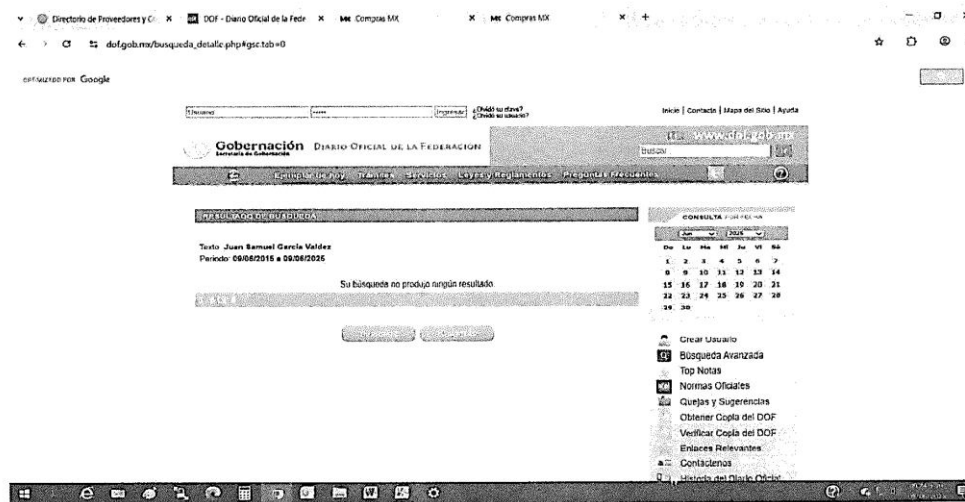 Directorio de Proveedores y C
DOF - Diario Oficial de la Fede
Compras MX
Compras MX
dof.gob.mx/busqueda_detalle.php#gsc.tab=0
OPTIMIZADO POR Google
Usuario
Ingresar
¿Olvidó su clave?
¿Olvidó su usuario?
Inicio | Contacto | Mapa del Sitio | Ayuda
Gobernación
Secretaría de Gobernación
DIARIO OFICIAL DE LA FEDERACIÓN
www.dof.gob.mx
Buscar
Ejemplar de hoy Trámites Servicios Leyes y Reglamentos Preguntas Frecuentes
RESULTADO DE BUSQUEDA
Texto: Juan Samuel García Valdez
Periodo: 09/06/2015 a 09/06/2025
Su búsqueda no produjo ningún resultado.
CONSULTA POR FECHA
Jun 2025
Do Lu Ma Mi Ju Vi Sá
1 2 3 4 5 6 7
8 9 10 11 12 13 14
15 16 17 18 19 20 21
22 23 24 25 26 27 28
29 30
Crear Usuario
Búsqueda Avanzada
Top Notas
Normas Oficiales
Quejas y Sugerencias
Obtener Copia del DOF
Verificar Copia del DOF
Enlaces Relevantes
Contáctenos
Historia del Diario Oficial